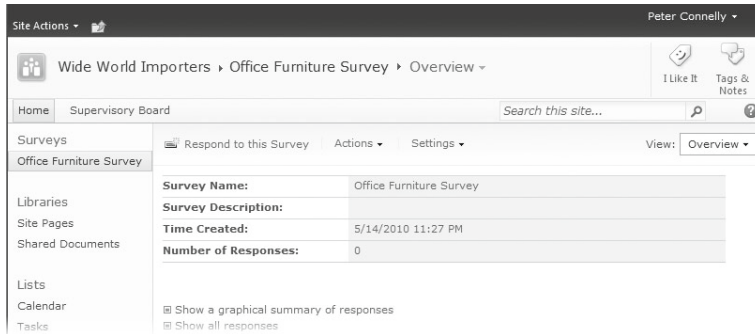 Site Actions
Peter Connelly
Wide World Importers Office Furniture Survey Overview
I Like It
Tags & Notes
Home Supervisory Board
Search this site...
Surveys
Office Furniture Survey
Libraries
Site Pages
Shared Documents
Lists
Calendar
Tasks
Respond to this Survey Actions Settings
View: Overview
Survey Name: Office Furniture Survey
Survey Description:
Time Created: 5/14/2010 11:27 PM
Number of Responses: 0
Show a graphical summary of responses
Show all responses